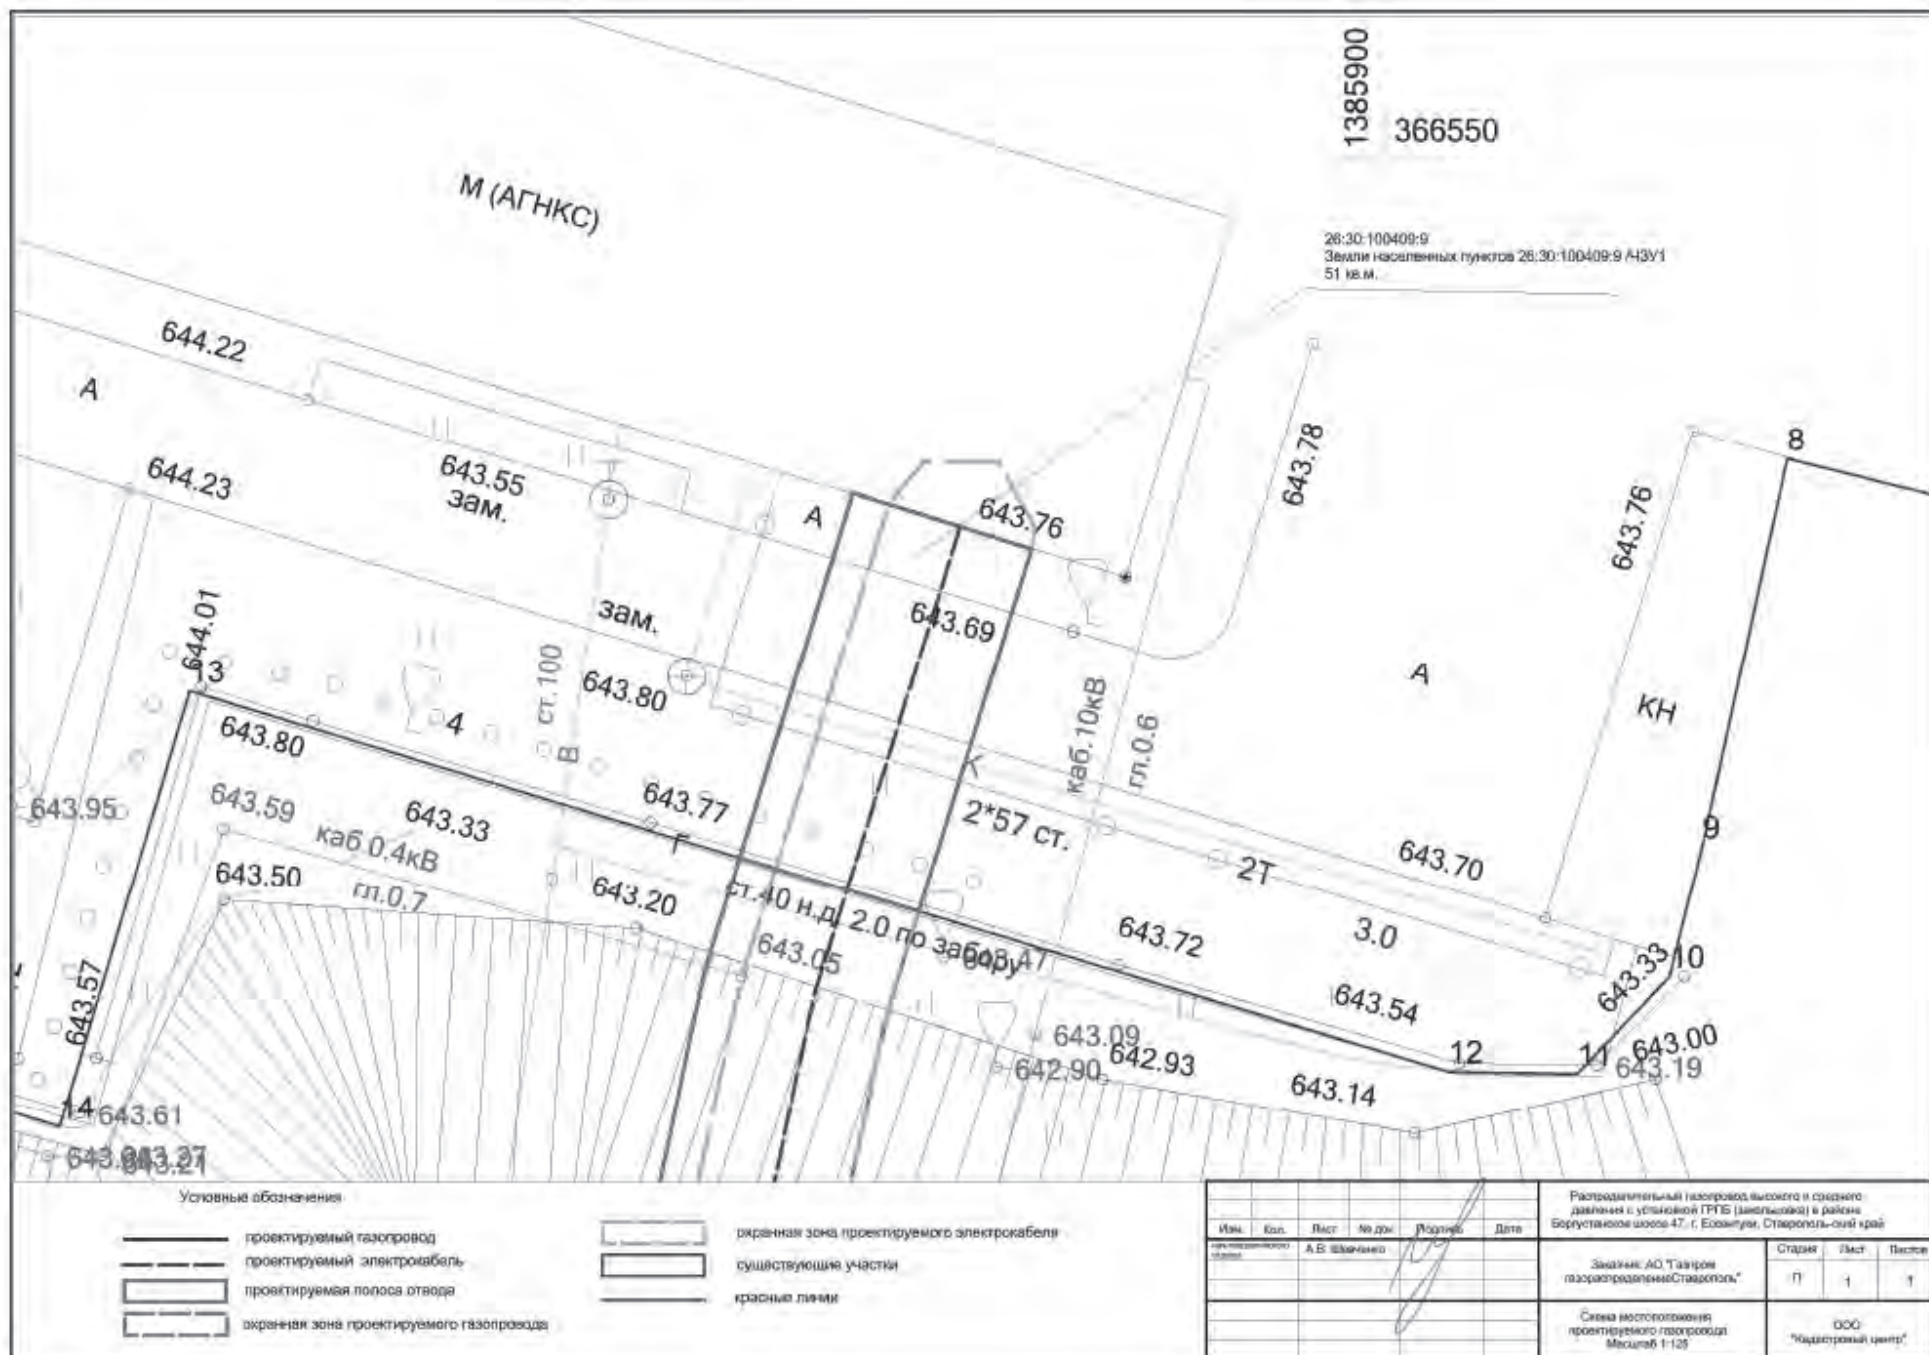 1385900
366550
М (АГНКС)
26:30:100409:9
Земли населенных пунктов 26:30:100409:9 /ЧЗУ1
51 кв.м.
644.22
А
643.55
зам.
644.23
А
643.76
643.78
643.76
8
644.01
13
зам.
643.69
А
КН
ст.100
В
643.80
4
643.80
каб.10кВ
гл.0.6
643.95
643.59
643.33
каб 0.4кВ
гл.0.7
643.77
Г
К
2*57 ст.
9
643.50
643.20
ст.40 н.д. 2.0 по забору
643.05
643.47
2Т
643.70
3.0
643.72
643.33
10
643.57
643.54
643.09
642.90
642.93
12
11
643.00
643.19
643.14
14
643.61
643.27
643.21
Условные обозначения
проектируемый газопровод
проектируемый электрокабель
проектируемая полоса отвода
охранная зона проектируемого газопровода
охранная зона проектируемого электрокабеля
существующие участки
красные линии
Изм. Кол. Лист № док Подпись Дата
А.В. Шевченко
Распределительный газопровод высокого и среднего
давления с установкой ГРПБ (закольцовка) в районе
Боргустанское шоссе 47, г. Ессентуки, Ставрополь-ский край
Заказчик: АО "Газпром
газораспределениеСтаврополь"
Стадия Лист Листов
П 1 1
Схема местоположения
проектируемого газопровода
Масштаб 1:125
ООО
"Кадастровый центр"